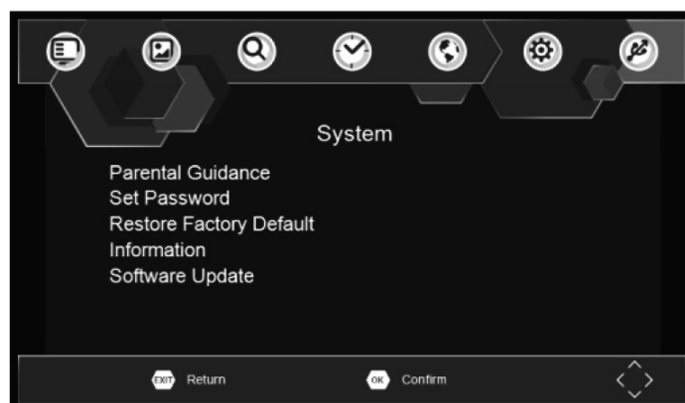 System
Parental Guidance
Set Password
Restore Factory Default
Information
Software Update
EXIT Return OK Confirm